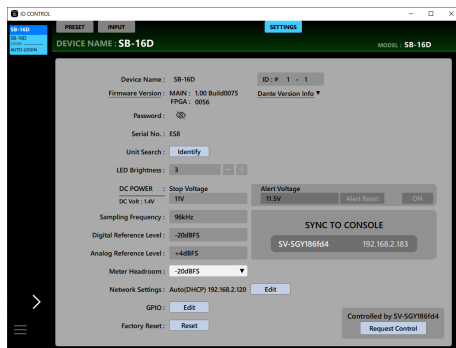 IO CONTROL
SB-16D
SB-16D
AUTO-LOGIN
PRESET INPUT SETTINGS
DEVICE NAME : SB-16D MODEL : SB-16D
Device Name : SB-16D ID : # 1 - 1
Firmware Version : MAIN : 1.00 Build0075 Dante Version Info ▼
FPGA : 0056
Password :
Serial No. : ES8
Unit Search : Identify
LED Brightness : 3 - +
DC POWER : Stop Voltage Alert Voltage
DC Volt : 1.4V 11V 11.5V Alert Reset ON
Sampling Frequency : 96kHz
SYNC TO CONSOLE
Digital Reference Level : -20dBFS
SV-SGY186fd4 192.168.2.183
Analog Reference Level : +4dBFS
Meter Headroom : -20dBFS ▼
Network Settings : Auto(DHCP) 192.168.2.120 Edit
GPIO : Edit
Controlled by SV-SGY186fd4
Factory Reset : Reset Request Control